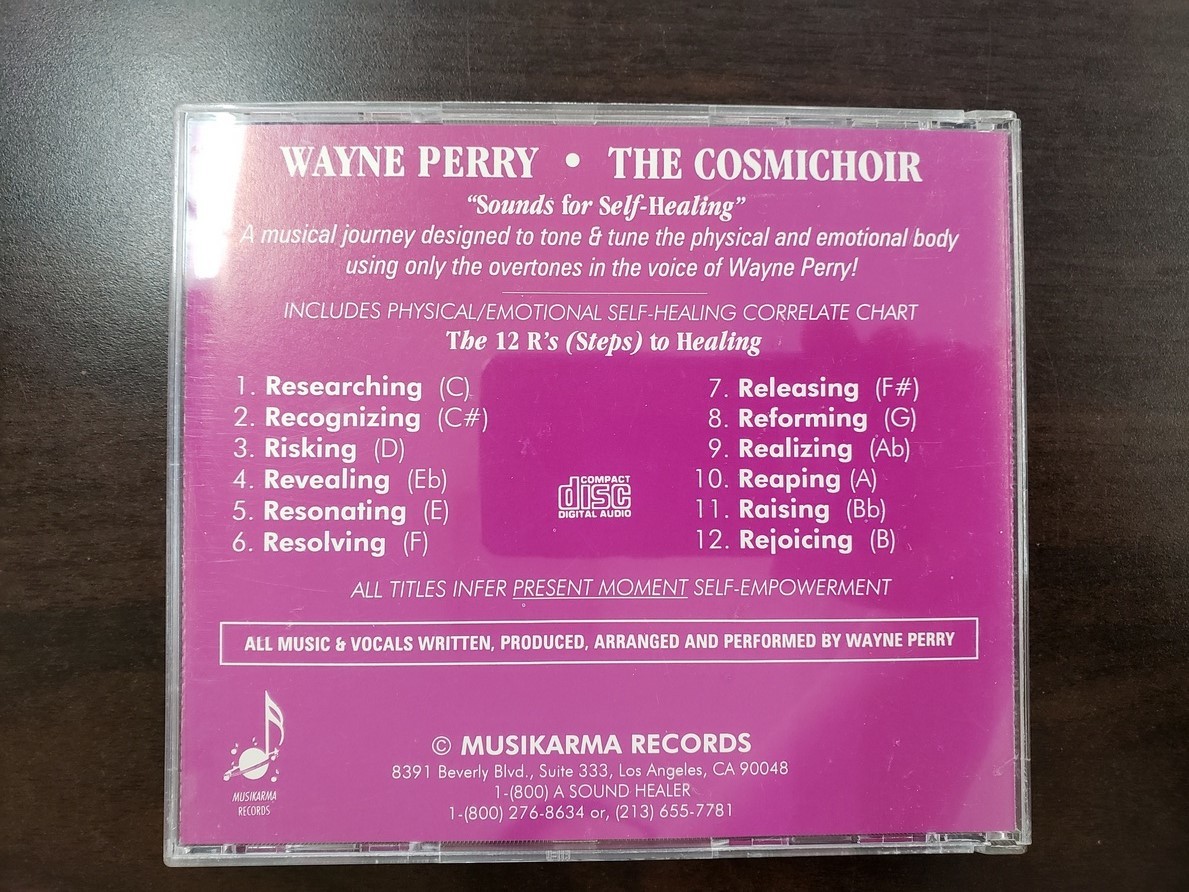 WAYNE PERRY • THE COSMICHOIR
"Sounds for Self-Healing"
A musical journey designed to tone & tune the physical and emotional body
using only the overtones in the voice of Wayne Perry!
INCLUDES PHYSICAL/EMOTIONAL SELF-HEALING CORRELATE CHART
The 12 R's (Steps) to Healing
1. Researching (C)
2. Recognizing (C#)
3. Risking (D)
4. Revealing (Eb)
5. Resonating (E)
6. Resolving (F)
7. Releasing (F#)
8. Reforming (G)
9. Realizing (Ab)
10. Reaping (A)
11. Raising (Bb)
12. Rejoicing (B)
COMPACT
disc
DIGITAL AUDIO
ALL TITLES INFER PRESENT MOMENT SELF-EMPOWERMENT
ALL MUSIC & VOCALS WRITTEN, PRODUCED, ARRANGED AND PERFORMED BY WAYNE PERRY
MUSIKARMA
RECORDS
© MUSIKARMA RECORDS
8391 Beverly Blvd., Suite 333, Los Angeles, CA 90048
1-(800) A SOUND HEALER
1-(800) 276-8634 or, (213) 655-7781